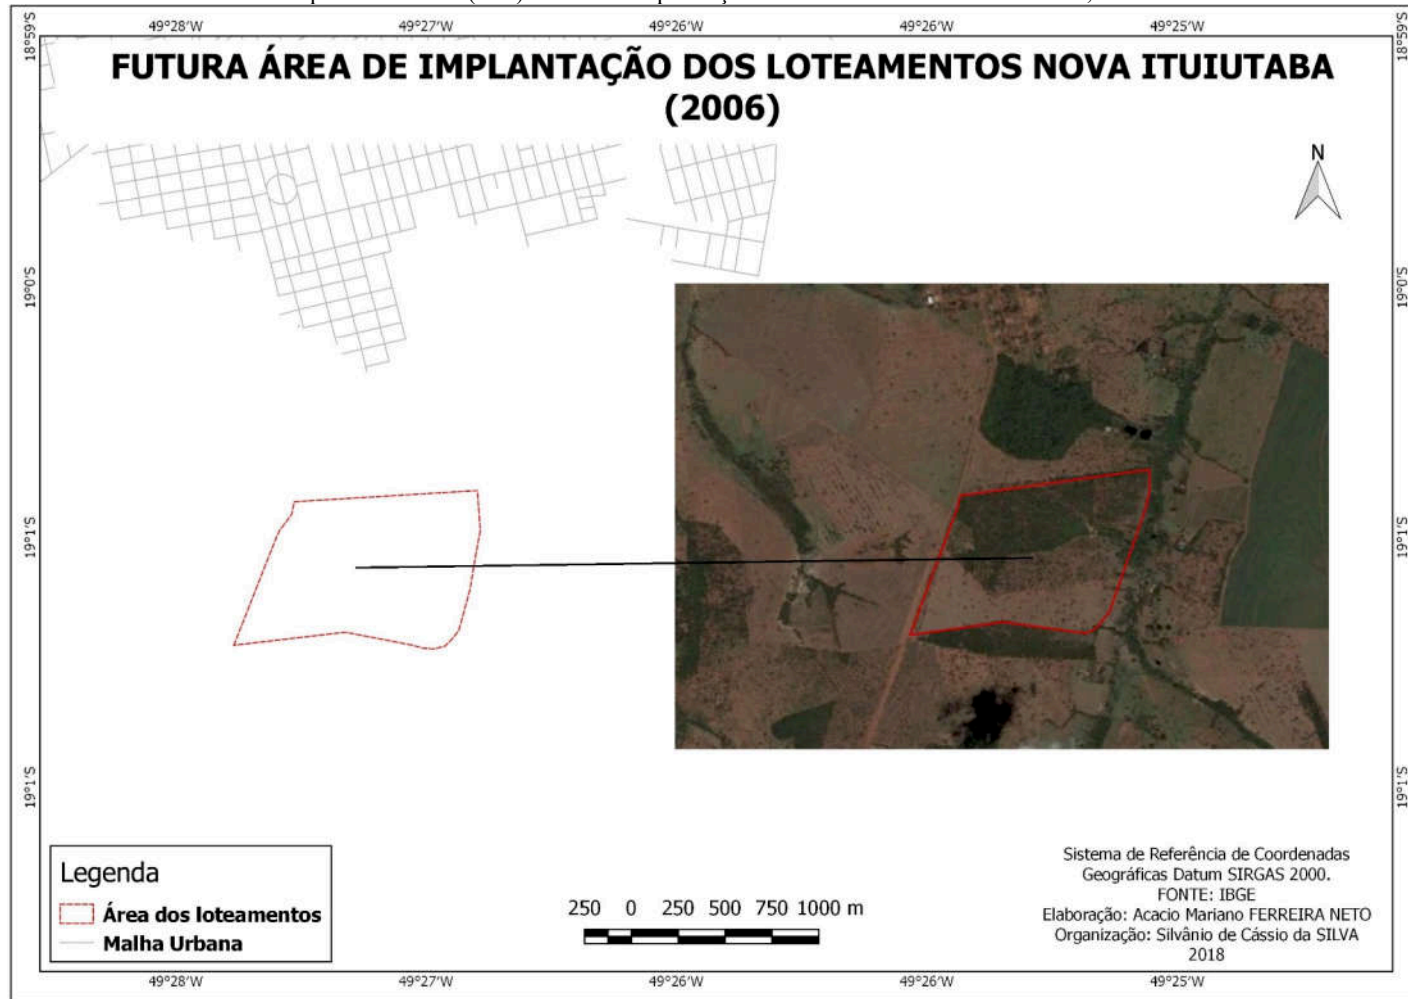 49°28'W 49°27'W 49°26'W 49°26'W 49°25'W
18°59'S 18°59'S
FUTURA ÁREA DE IMPLANTAÇÃO DOS LOTEAMENTOS NOVA ITUIUTABA
(2006)
N
19°0'S 19°0'S
19°1'S 19°1'S
19°1'S 19°1'S
Legenda
Área dos loteamentos
Malha Urbana
250 0 250 500 750 1000 m
Sistema de Referência de Coordenadas
Geográficas Datum SIRGAS 2000.
FONTE: IBGE
Elaboração: Acacio Mariano FERREIRA NETO
Organização: Silvânio de Cássio da SILVA
2018
49°28'W 49°27'W 49°26'W 49°26'W 49°25'W